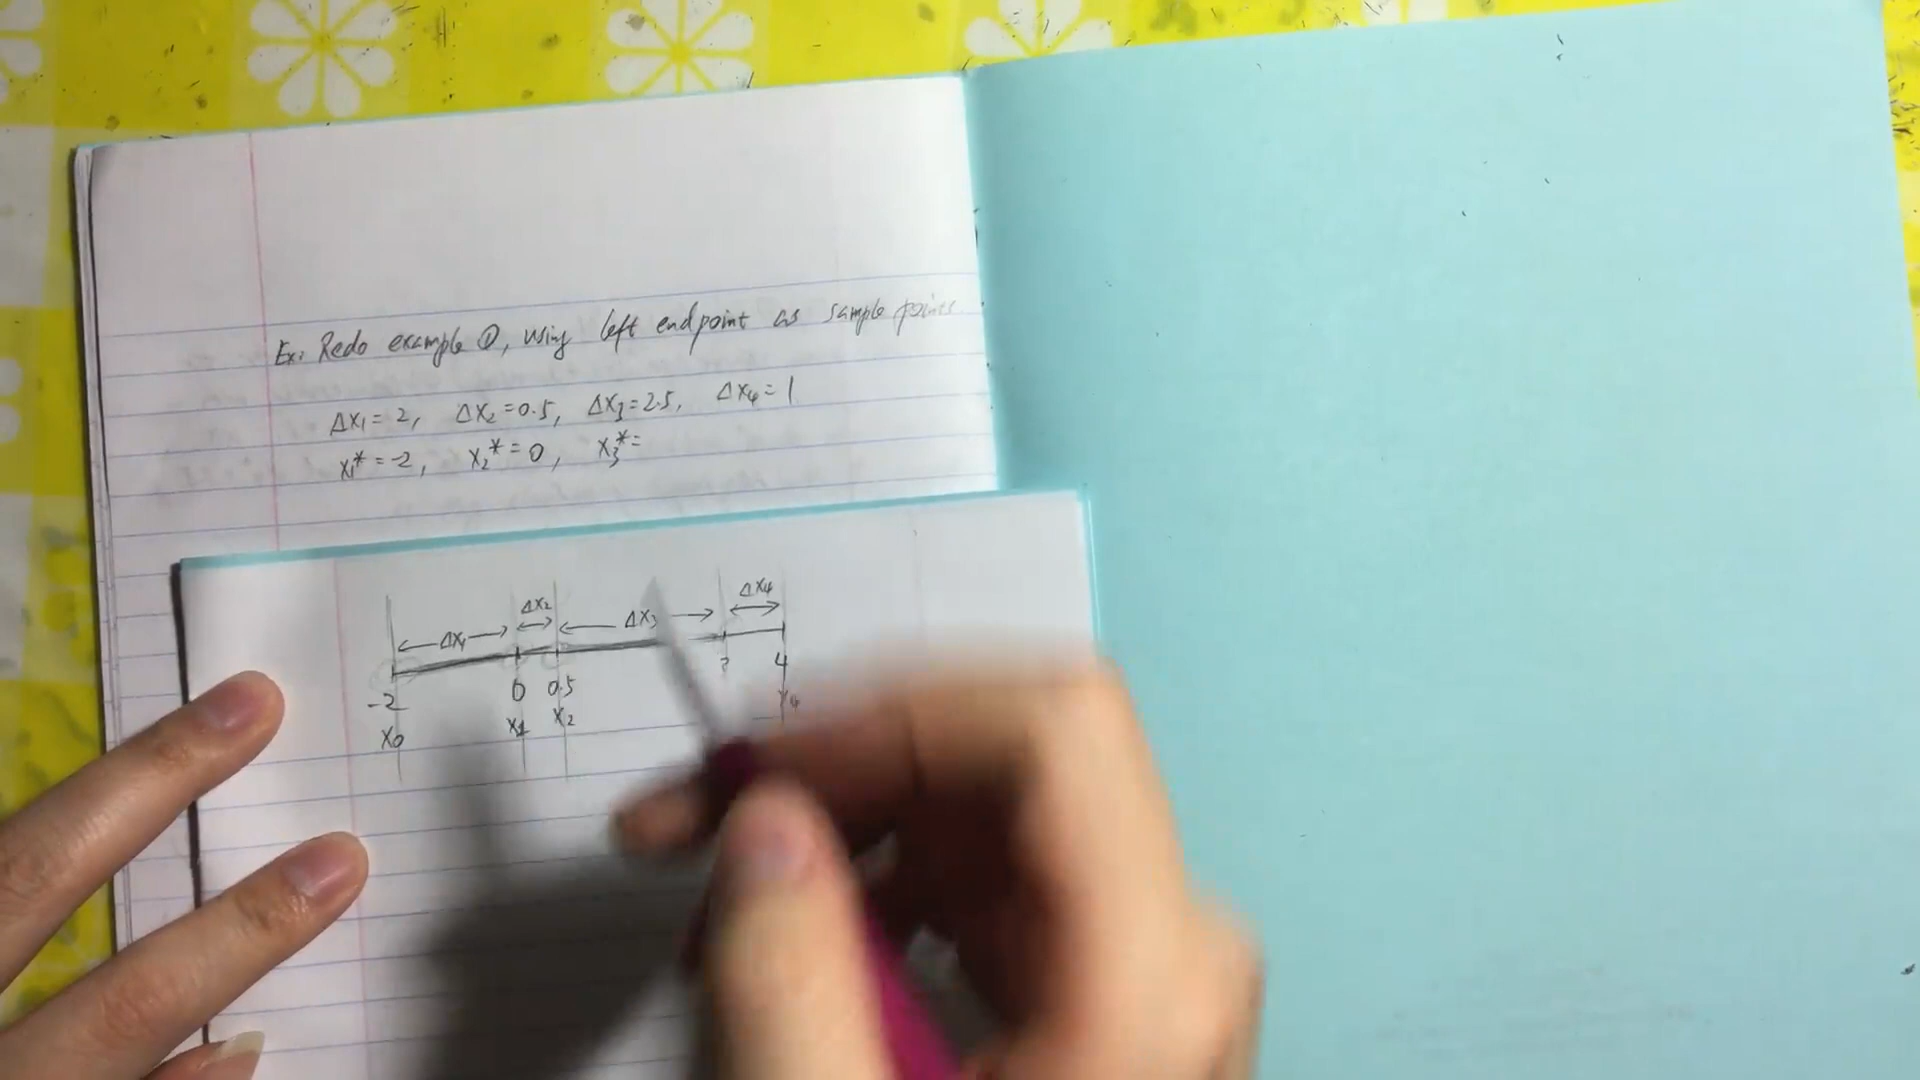 Ex: Redo example ①, using left endpoint as sample points
Δx₁ = 2, Δx₂ = 0.5, Δx₃ = 2.5, Δx₄ = 1
x₁* = -2, x₂* = 0, x₃* =
Δx₁ Δx₂ Δx₃ Δx₄
-2 0 0.5 4
x₀ x₁ x₂ x₄